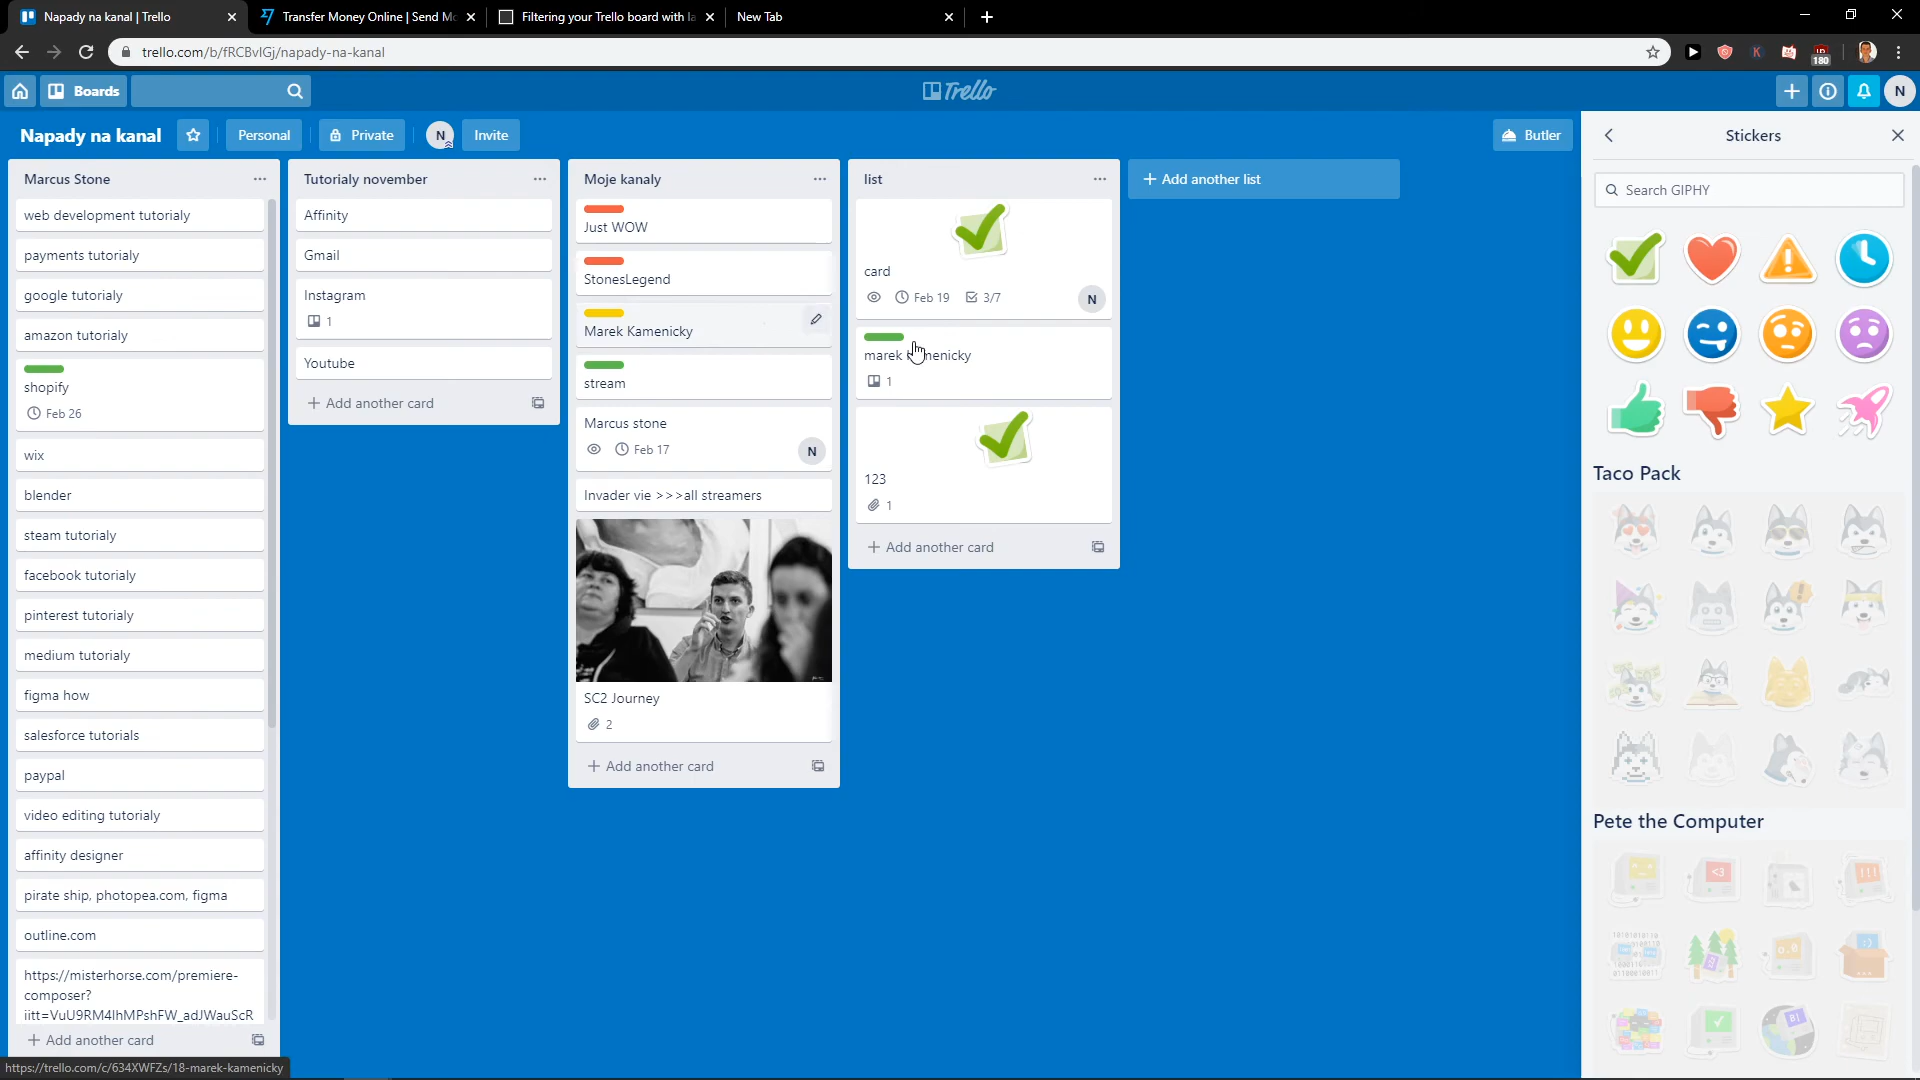 Napady na kanal | Trello
Transfer Money Online | Send Mc
Filtering your Trello board with la
New Tab
trello.com/b/fRCBvlGj/napady-na-kanal
180
Boards
Trello
N
Napady na kanal
Personal
Private
N
Invite
Butler
Marcus Stone
web development tutorialy
payments tutorialy
google tutorialy
amazon tutorialy
shopify
Feb 26
wix
blender
steam tutorialy
facebook tutorialy
pinterest tutorialy
medium tutorialy
figma how
salesforce tutorials
paypal
video editing tutorialy
affinity designer
pirate ship, photopea.com, figma
outline.com
https://misterhorse.com/premiere-
composer?
iitt=VuU9RM4lhMPshFW_adJWauScR
+ Add another card
Tutorialy november
Affinity
Gmail
Instagram
1
Youtube
+ Add another card
Moje kanaly
Just WOW
StonesLegend
Marek Kamenicky
stream
Marcus stone
Feb 17
N
Invader vie >>>all streamers
SC2 Journey
2
+ Add another card
list
card
Feb 19
3/7
N
marek kamenicky
1
123
1
+ Add another card
+ Add another list
Stickers
Search GIPHY
Taco Pack
Pete the Computer
https://trello.com/c/634XWFZs/18-marek-kamenicky